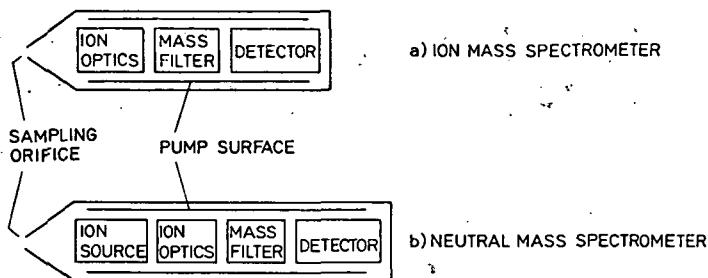 ION
OPTICS
MASS
FILTER
DETECTOR
a) ION MASS SPECTROMETER
SAMPLING
ORIFICE
PUMP SURFACE
ION
SOURCE
ION
OPTICS
MASS
FILTER
DETECTOR
b) NEUTRAL MASS SPECTROMETER